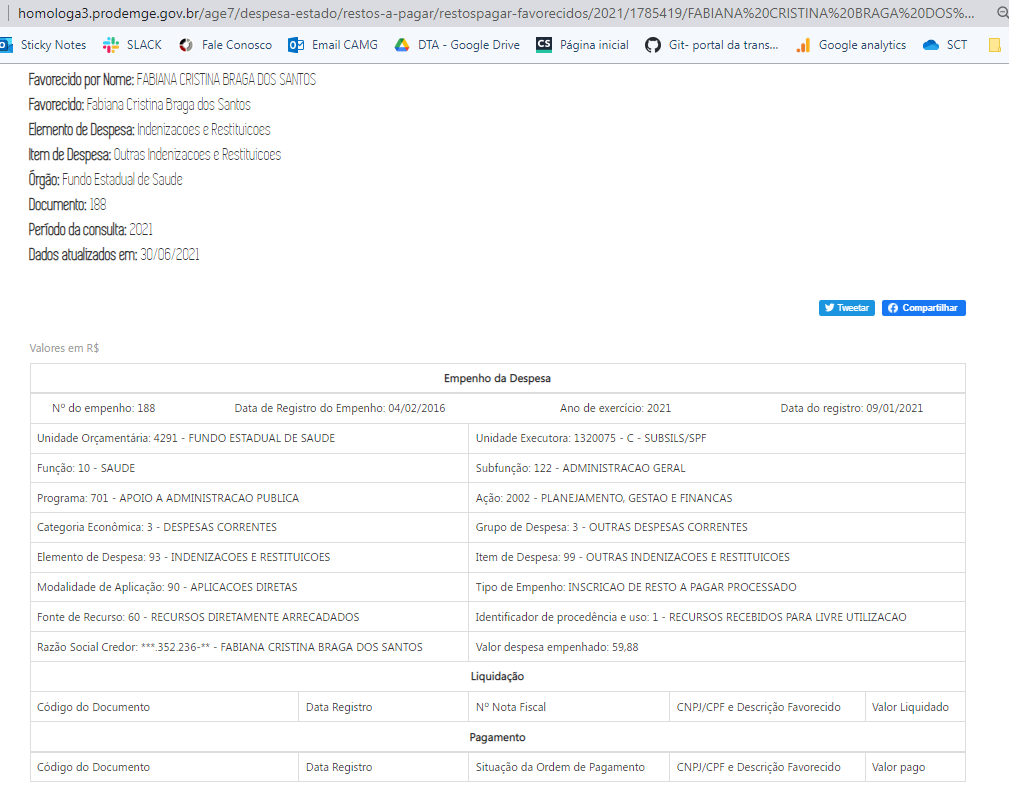 homologa3.prodemge.gov.br/age7/despesa-estado/restos-a-pagar/restospagar-favorecidos/2021/1785419/FABIANA%20CRISTINA%20BRAGA%20DOS%...
Sticky Notes SLACK Fale Conosco Email CAMG DTA - Google Drive CS Página inicial Git- portal da trans... Google analytics SCT
Favorecido por Nome: FABIANA CRISTINA BRAGA DOS SANTOS
Favorecido: Fabiana Cristina Braga dos Santos
Elemento de Despesa: Indenizacoes e Restituicoes
Item de Despesa: Outras Indenizacoes e Restituicoes
Órgão: Fundo Estadual de Saude
Documento: 188
Período da consulta: 2021
Dados atualizados em: 30/06/2021
Tweetar Compartilhar
Valores em R$
Empenho da Despesa
Nº do empenho: 188 Data de Registro do Empenho: 04/02/2016 Ano de exercício: 2021 Data do registro: 09/01/2021
Unidade Orçamentária: 4291 - FUNDO ESTADUAL DE SAUDE Unidade Executora: 1320075 - C - SUBSILS/SPF
Função: 10 - SAUDE Subfunção: 122 - ADMINISTRACAO GERAL
Programa: 701 - APOIO A ADMINISTRACAO PUBLICA Ação: 2002 - PLANEJAMENTO, GESTAO E FINANCAS
Categoria Econômica: 3 - DESPESAS CORRENTES Grupo de Despesa: 3 - OUTRAS DESPESAS CORRENTES
Elemento de Despesa: 93 - INDENIZACOES E RESTITUICOES Item de Despesa: 99 - OUTRAS INDENIZACOES E RESTITUICOES
Modalidade de Aplicação: 90 - APLICACOES DIRETAS Tipo de Empenho: INSCRICAO DE RESTO A PAGAR PROCESSADO
Fonte de Recurso: 60 - RECURSOS DIRETAMENTE ARRECADADOS Identificador de procedência e uso: 1 - RECURSOS RECEBIDOS PARA LIVRE UTILIZACAO
Razão Social Credor: ***.352.236-** - FABIANA CRISTINA BRAGA DOS SANTOS Valor despesa empenhado: 59,88
Liquidação
Código do Documento Data Registro Nº Nota Fiscal CNPJ/CPF e Descrição Favorecido Valor Liquidado
Pagamento
Código do Documento Data Registro Situação da Ordem de Pagamento CNPJ/CPF e Descrição Favorecido Valor pago